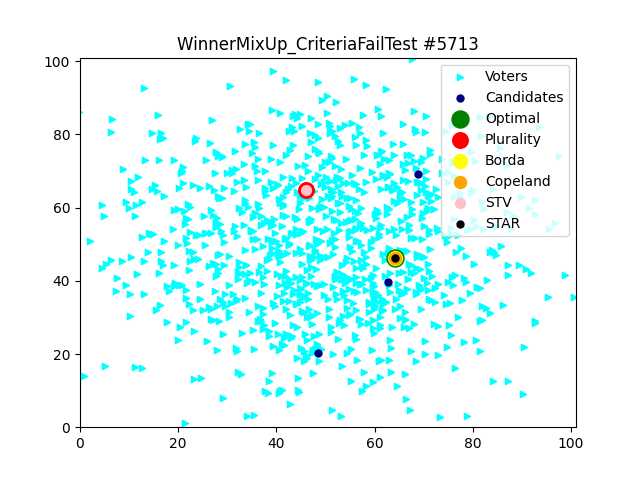 WinnerMixUp_CriteriaFailTest #5713
100
80
60
40
20
0
0
20
40
60
80
100
Voters
Candidates
Optimal
Plurality
Borda
Copeland
STV
STAR